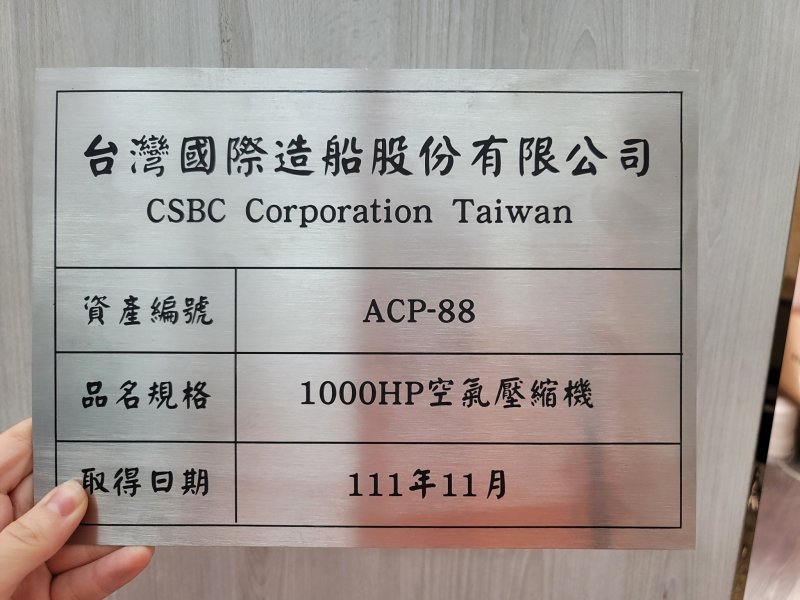 台灣國際造船股份有限公司
CSBC Corporation Taiwan
資產編號 ACP-88
品名規格 1000HP空氣壓縮機
取得日期 111年11月